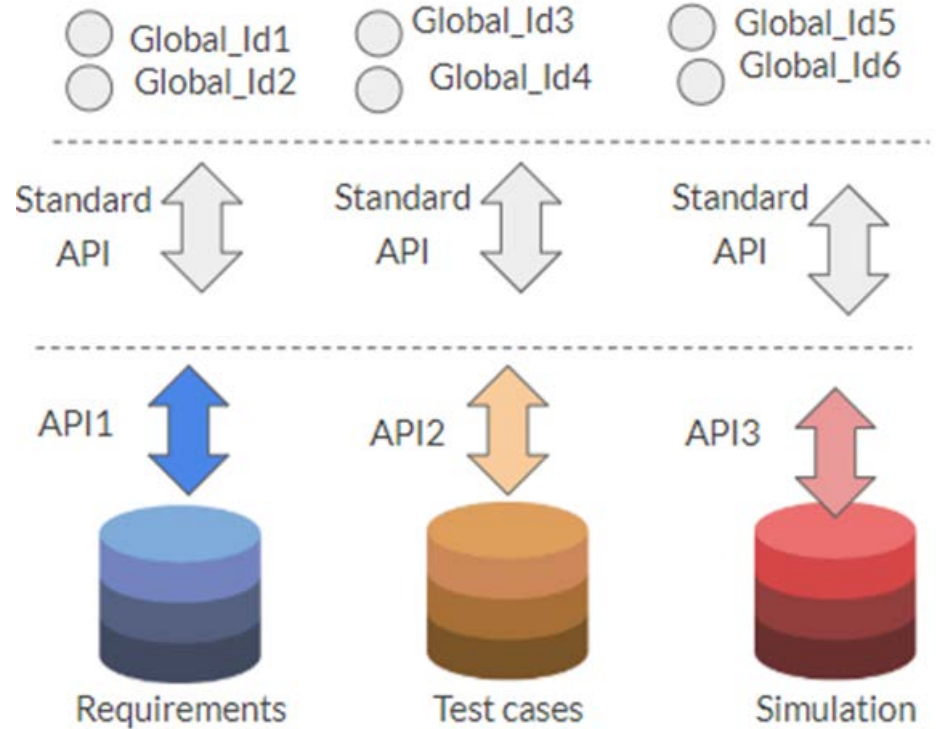 Global_Id1
Global_Id2
Global_Id3
Global_Id4
Global_Id5
Global_Id6
Standard
API
Standard
API
Standard
API
API1
API2
API3
Requirements
Test cases
Simulation